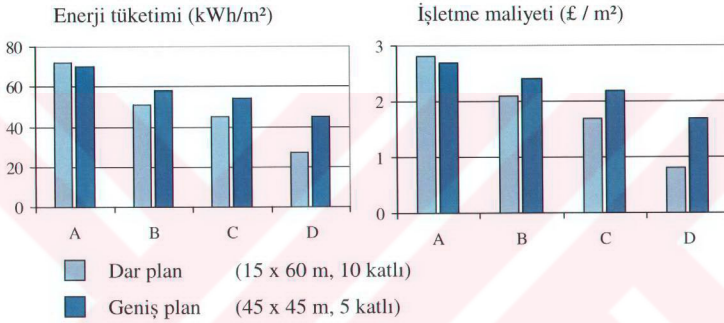 Enerji tüketimi (kWh/m²)
80
60
40
20
0
A B C D
İşletme maliyeti (£ / m²)
3
2
1
0
A B C D
Dar plan (15 x 60 m, 10 katlı)
Geniş plan (45 x 45 m, 5 katlı)